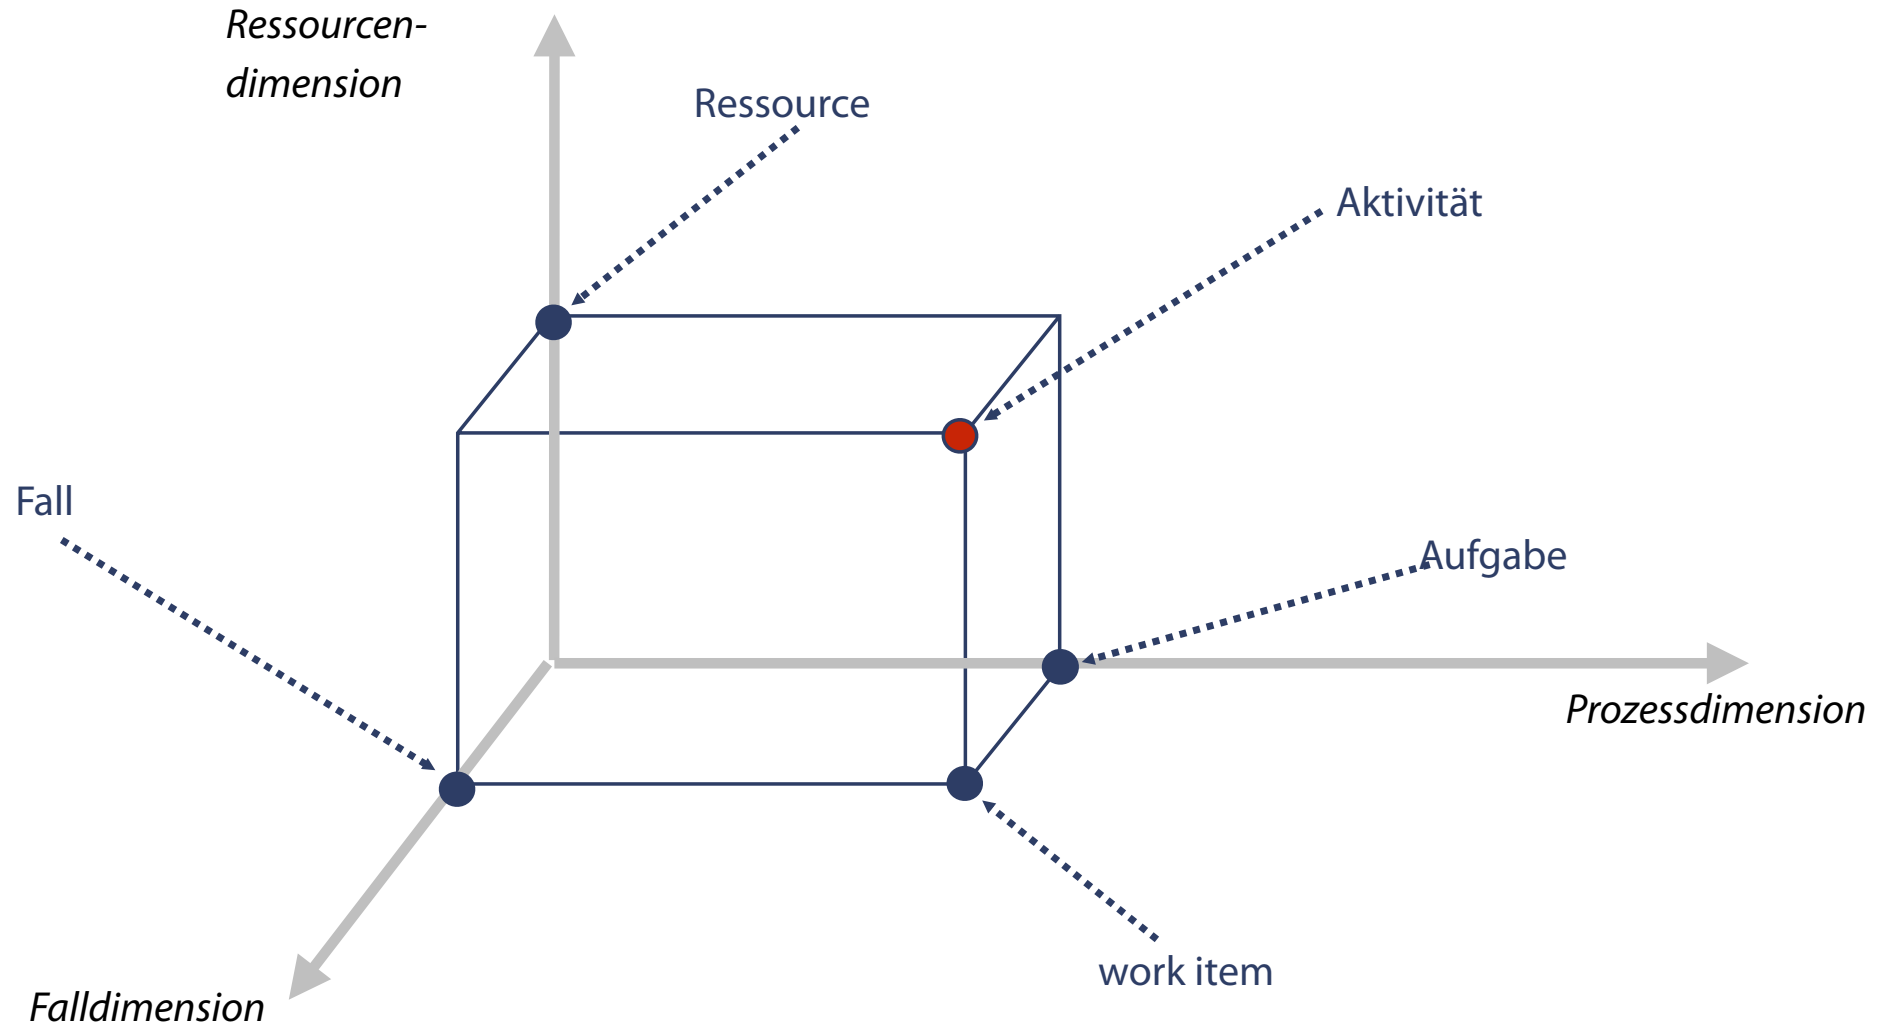 Ressourcen-
dimension
Ressource
Aktivität
Fall
Aufgabe
Prozessdimension
work item
Falldimension